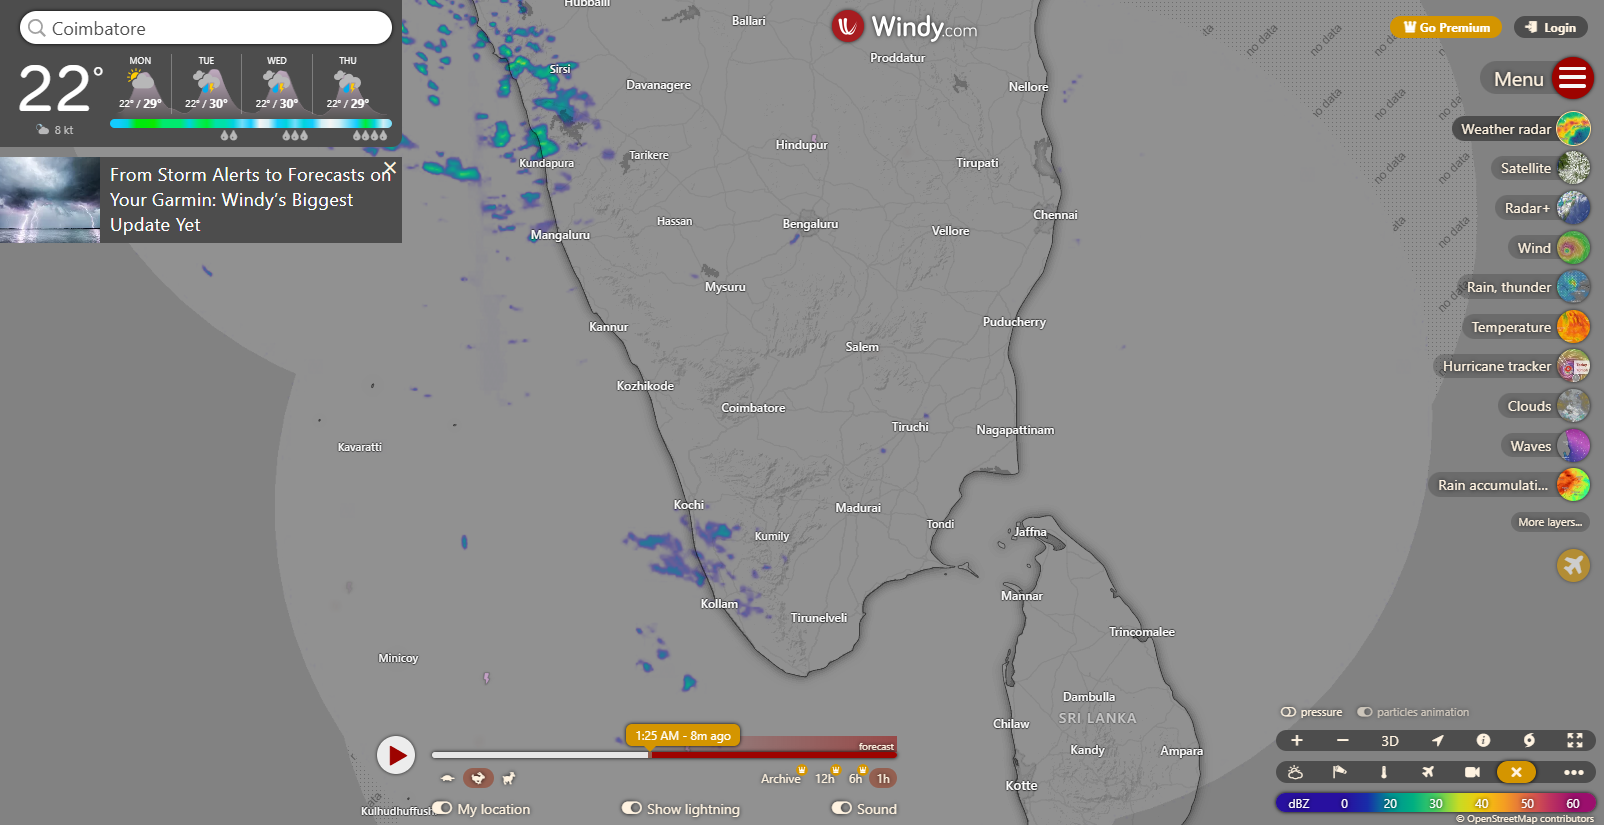 Coimbatore
22°
8 kt
MON
TUE
WED
THU
22° / 29°
22° / 30°
22° / 30°
22° / 29°
From Storm Alerts to Forecasts on
Your Garmin: Windy's Biggest
Update Yet
Windy.com
Go Premium
Login
Menu
Weather radar
Satellite
Radar+
Wind
Rain, thunder
Temperature
Hurricane tracker
Clouds
Waves
Rain accumulati...
More layers...
Hubballi
Ballari
Proddatur
Sirsi
Davanagere
Nellore
Kundapura
Tarikere
Hindupur
Tirupati
Mangaluru
Hassan
Bengaluru
Vellore
Chennai
Mysuru
Kannur
Puducherry
Salem
Kozhikode
Coimbatore
Tiruchi
Nagapattinam
Kavaratti
Kochi
Madurai
Kumily
Tondi
Jaffna
Kollam
Tirunelveli
Mannar
Trincomalee
Minicoy
Dambulla
SRI LANKA
Chilaw
Kandy
Ampara
Kotte
Kulhudhuffush
no data
no data
no data
no data
no data
no data
no data
1:25 AM - 8m ago
forecast
Archive
12h
6h
1h
My location
Show lightning
Sound
pressure
particles animation
3D
dBZ
0
20
30
40
50
60
© OpenStreetMap contributors